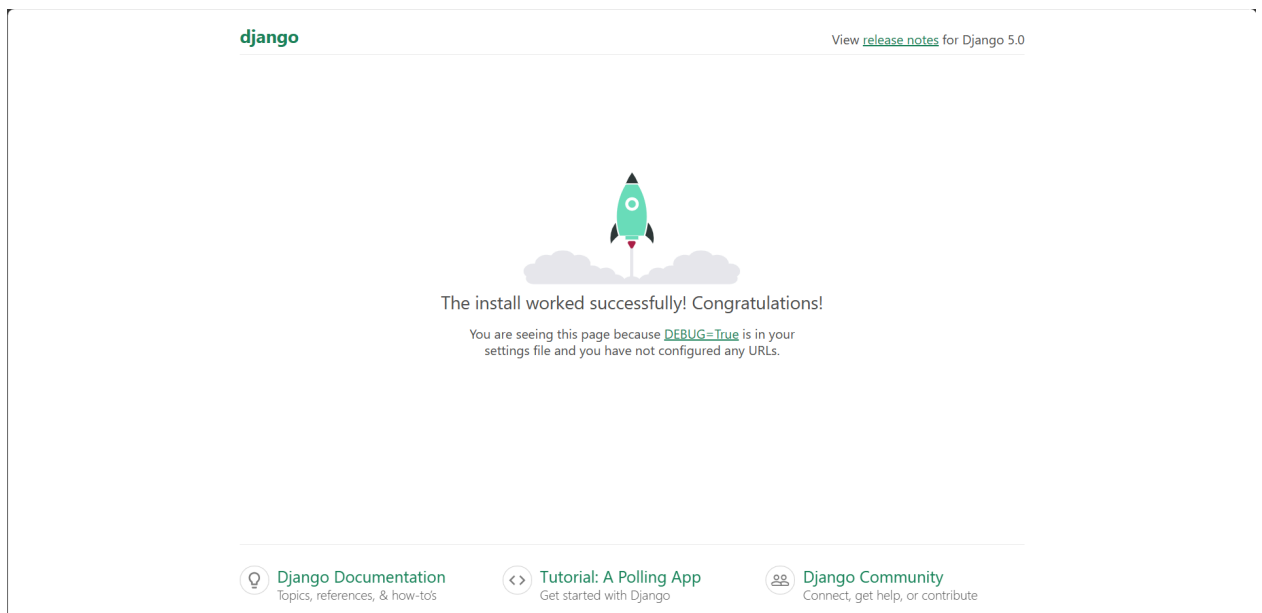 django
View release notes for Django 5.0
The install worked successfully! Congratulations!
You are seeing this page because DEBUG=True is in your
settings file and you have not configured any URLs.
Django Documentation
Topics, references, & how-to's
Tutorial: A Polling App
Get started with Django
Django Community
Connect, get help, or contribute